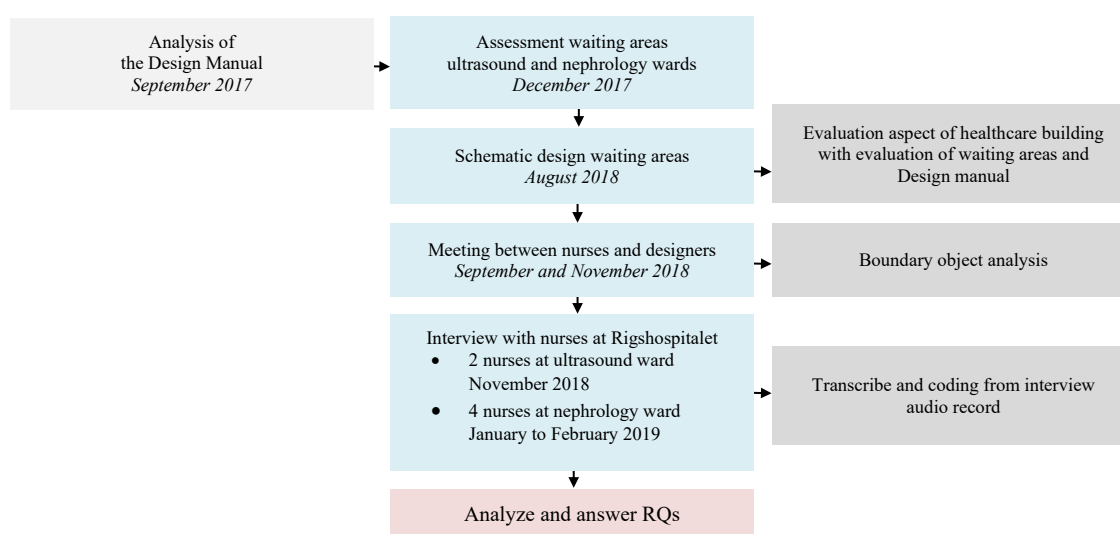 Analysis of
the Design Manual
September 2017
Assessment waiting areas
ultrasound and nephrology wards
December 2017
Schematic design waiting areas
August 2018
Evaluation aspect of healthcare building
with evaluation of waiting areas and
Design manual
Meeting between nurses and designers
September and November 2018
Boundary object analysis
Interview with nurses at Rigshospitalet
• 2 nurses at ultrasound ward
November 2018
• 4 nurses at nephrology ward
January to February 2019
Transcribe and coding from interview
audio record
Analyze and answer RQs